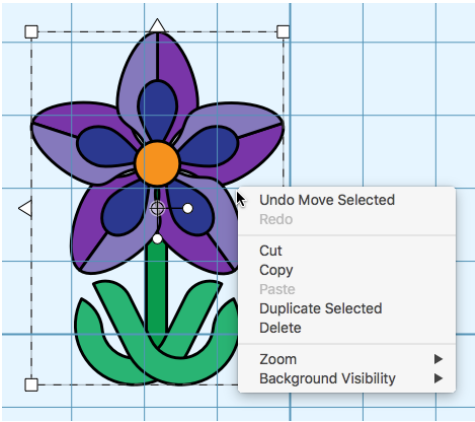 Undo Move Selected
Redo
Cut
Copy
Paste
Duplicate Selected
Delete
Zoom
Background Visibility